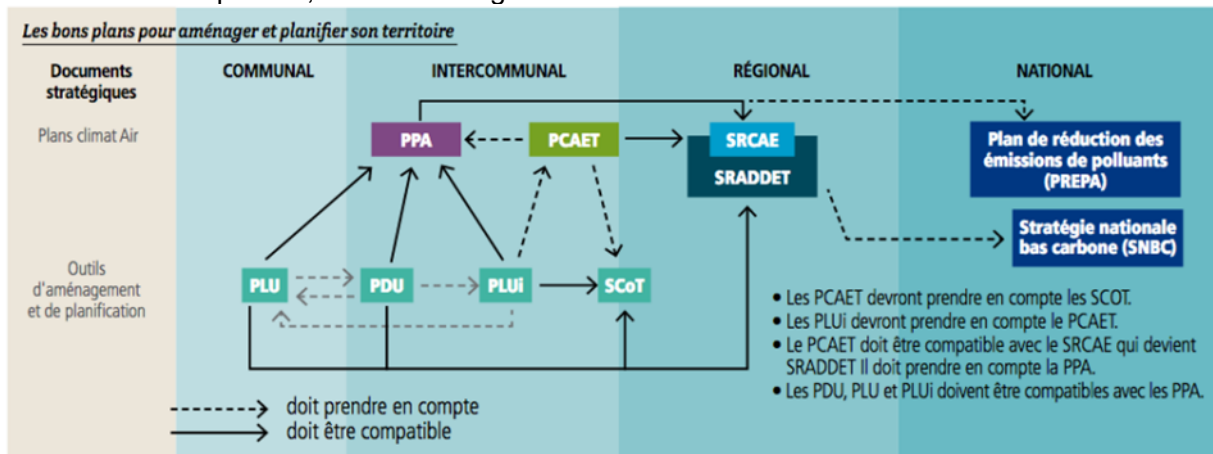 Les bons plans pour aménager et planifier son territoire
Documents
stratégiques
COMMUNAL
INTERCOMMUNAL
RÉGIONAL
NATIONAL
Plans climat Air
PPA
PCAET
SRCAE
SRADDET
Plan de réduction des
émissions de polluants
(PREPA)
Stratégie nationale
bas carbone (SNBC)
Outils
d'aménagement
et de planification
PLU
PDU
PLUi
SCoT
• Les PCAET devront prendre en compte les SCOT.
• Les PLUi devront prendre en compte le PCAET.
• Le PCAET doit être compatible avec le SRCAE qui devient
SRADDET Il doit prendre en compte la PPA.
• Les PDU, PLU et PLUi doivent être compatibles avec les PPA.
doit prendre en compte
doit être compatible